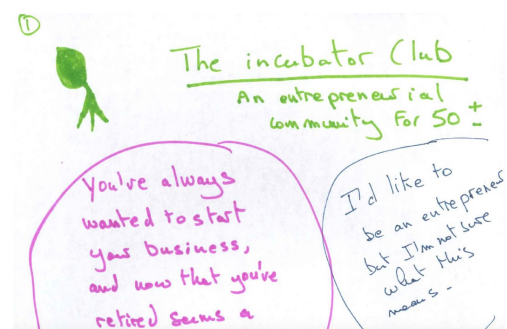 1
The incubator Club
An entrepreneurial
community For 50 +-
You've always
wanted to start
your business,
and now that you've
retired seems a
I'd like to
be an entrepreneur
but I'm not sure
what this
means -